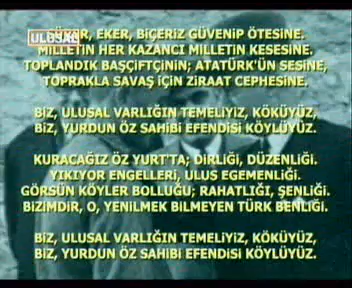 ULUSAL
EKER, BİÇERİZ GÜVENİP ÖTESİNE.
MİLLETİN HER KAZANCI MİLLETİN KESESİNE.
TOPLANDIK BAŞÇİFTÇİNİN; ATATÜRK'ÜN SESİNE,
TOPRAKLA SAVAŞ İÇİN ZİRAAT CEPHESİNE.
BİZ, ULUSAL VARLIĞIN TEMELİYİZ, KÖKÜYÜZ,
BİZ, YURDUN ÖZ SAHİBİ EFENDİSİ KÖYLÜYÜZ.
KURACAĞIZ ÖZ YURT'TA; DİRLİĞİ, DÜZENLİĞİ.
YIKIYOR ENGELLERİ, ULUS EGEMENLİĞİ.
GÖRSÜN KÖYLER BOLLUĞU; RAHATLIĞI, ŞENLİĞİ.
BİZİMDİR, O, YENİLMEK BİLMEYEN TÜRK BENLİĞİ.
BİZ, ULUSAL VARLIĞIN TEMELİYİZ, KÖKÜYÜZ,
BİZ, YURDUN ÖZ SAHİBİ EFENDİSİ KÖYLÜYÜZ.